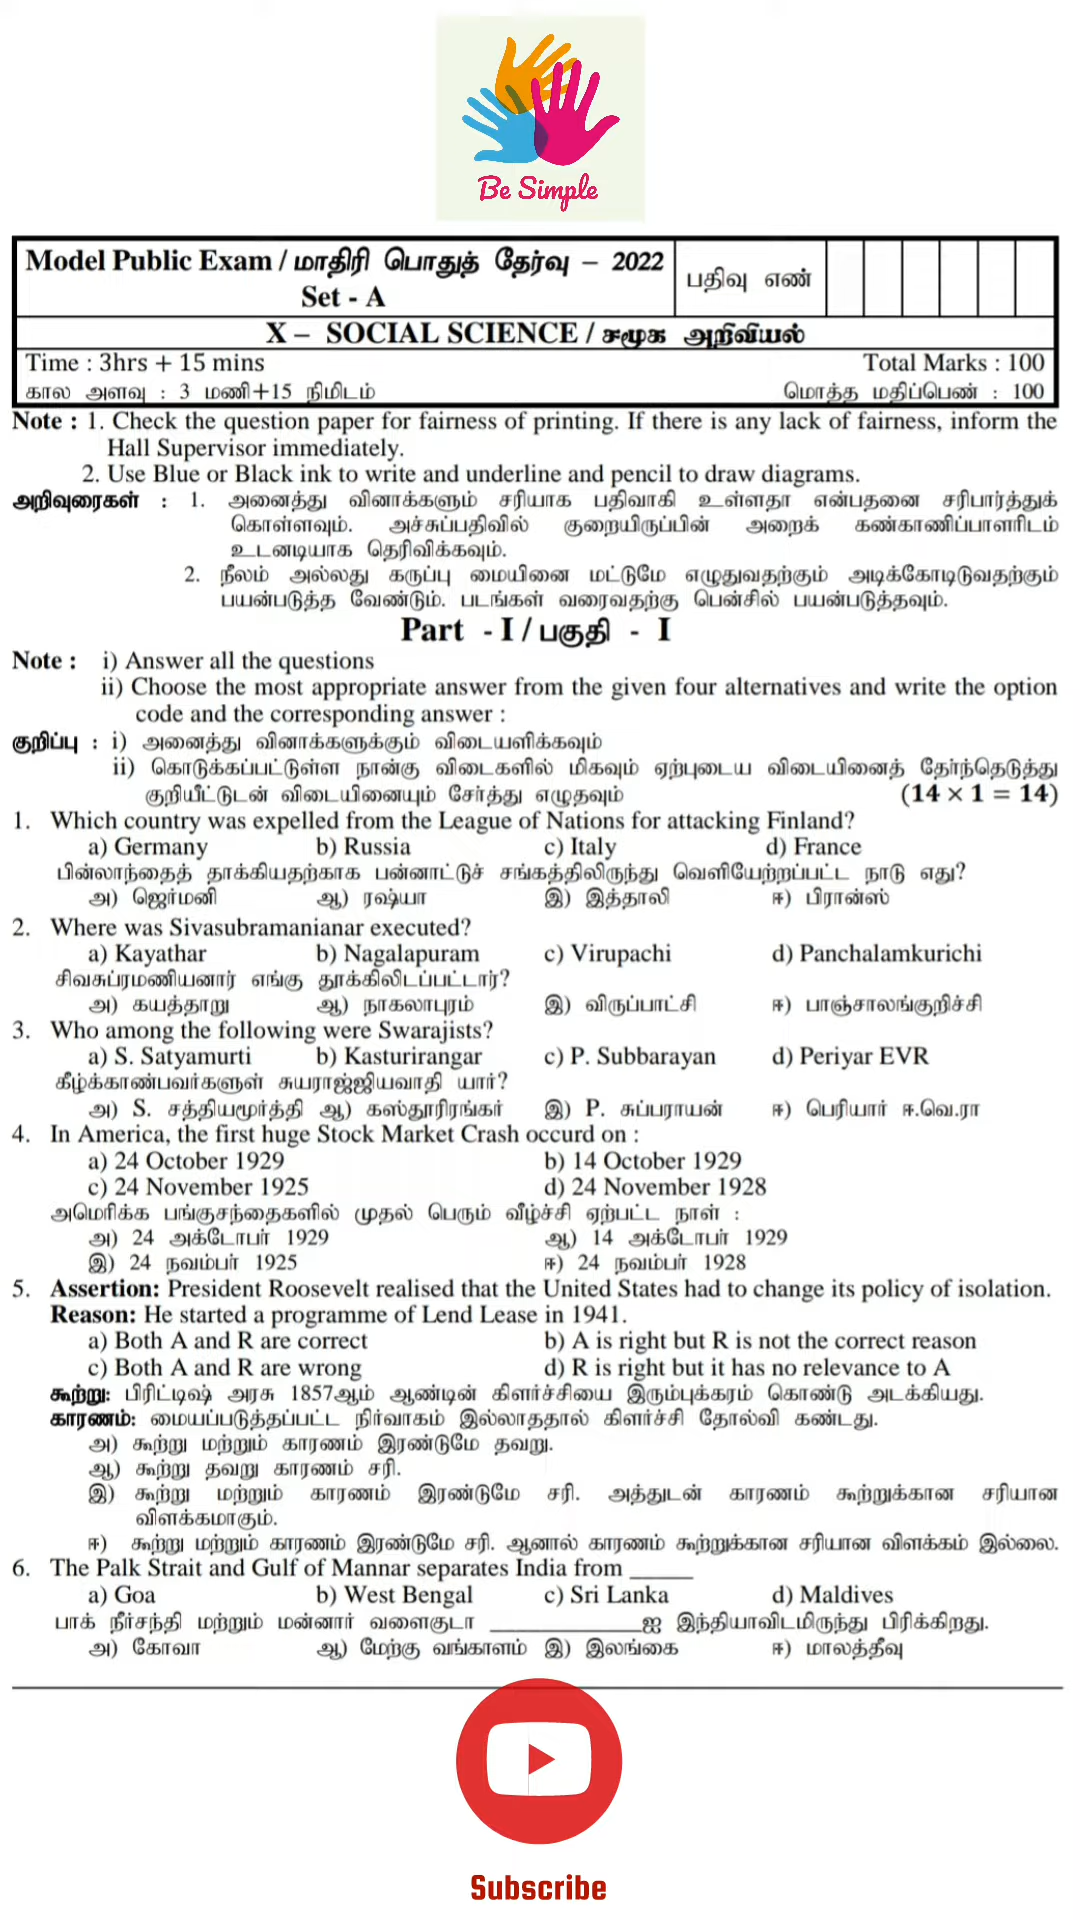 Be Simple
Model Public Exam / மாதிரி பொதுத் தேர்வு – 2022
Set - A
பதிவு எண்
X – SOCIAL SCIENCE / சமூக அறிவியல்
Time : 3hrs + 15 mins Total Marks : 100
கால அளவு : 3 மணி+15 நிமிடம் மொத்த மதிப்பெண் : 100
Note : 1. Check the question paper for fairness of printing. If there is any lack of fairness, inform the
Hall Supervisor immediately.
2. Use Blue or Black ink to write and underline and pencil to draw diagrams.
அறிவுரைகள் : 1. அனைத்து வினாக்களும் சரியாக பதிவாகி உள்ளதா என்பதனை சரிபார்த்துக்
கொள்ளவும். அச்சுப்பதிவில் குறையிருப்பின் அறைக் கண்காணிப்பாளரிடம்
உடனடியாக தெரிவிக்கவும்.
2. நீலம் அல்லது கருப்பு மையினை மட்டுமே எழுதுவதற்கும் அடிக்கோடிடுவதற்கும்
பயன்படுத்த வேண்டும். படங்கள் வரைவதற்கு பென்சில் பயன்படுத்தவும்.
Part - I / பகுதி - I
Note : i) Answer all the questions
ii) Choose the most appropriate answer from the given four alternatives and write the option
code and the corresponding answer :
குறிப்பு : i) அனைத்து வினாக்களுக்கும் விடையளிக்கவும்
ii) கொடுக்கப்பட்டுள்ள நான்கு விடைகளில் மிகவும் ஏற்புடைய விடையினைத் தேர்ந்தெடுத்து
குறியீட்டுடன் விடையினையும் சேர்த்து எழுதவும் (14 × 1 = 14)
1. Which country was expelled from the League of Nations for attacking Finland?
a) Germany b) Russia c) Italy d) France
பின்லாந்தைத் தாக்கியதற்காக பன்னாட்டுச் சங்கத்திலிருந்து வெளியேற்றப்பட்ட நாடு எது?
அ) ஜெர்மனி ஆ) ரஷ்யா இ) இத்தாலி ஈ) பிரான்ஸ்
2. Where was Sivasubramanianar executed?
a) Kayathar b) Nagalapuram c) Virupachi d) Panchalamkurichi
சிவசுப்ரமணியனார் எங்கு தூக்கிலிடப்பட்டார்?
அ) கயத்தாறு ஆ) நாகலாபுரம் இ) விருப்பாட்சி ஈ) பாஞ்சாலங்குறிச்சி
3. Who among the following were Swarajists?
a) S. Satyamurti b) Kasturirangar c) P. Subbarayan d) Periyar EVR
கீழ்க்காண்பவர்களுள் சுயராஜ்ஜியவாதி யார்?
அ) S. சத்தியமூர்த்தி ஆ) கஸ்தூரிரங்கர் இ) P. சுப்பராயன் ஈ) பெரியார் ஈ.வெ.ரா
4. In America, the first huge Stock Market Crash occurd on :
a) 24 October 1929 b) 14 October 1929
c) 24 November 1925 d) 24 November 1928
அமெரிக்க பங்குசந்தைகளில் முதல் பெரும் வீழ்ச்சி ஏற்பட்ட நாள் :
அ) 24 அக்டோபர் 1929 ஆ) 14 அக்டோபர் 1929
இ) 24 நவம்பர் 1925 ஈ) 24 நவம்பர் 1928
5. Assertion: President Roosevelt realised that the United States had to change its policy of isolation.
Reason: He started a programme of Lend Lease in 1941.
a) Both A and R are correct b) A is right but R is not the correct reason
c) Both A and R are wrong d) R is right but it has no relevance to A
கூற்று: பிரிட்டிஷ் அரசு 1857ஆம் ஆண்டின் கிளர்ச்சியை இரும்புக்கரம் கொண்டு அடக்கியது.
காரணம்: மையப்படுத்தப்பட்ட நிர்வாகம் இல்லாததால் கிளர்ச்சி தோல்வி கண்டது.
அ) கூற்று மற்றும் காரணம் இரண்டுமே தவறு.
ஆ) கூற்று தவறு காரணம் சரி.
இ) கூற்று மற்றும் காரணம் இரண்டுமே சரி. அத்துடன் காரணம் கூற்றுக்கான சரியான
விளக்கமாகும்.
ஈ) கூற்று மற்றும் காரணம் இரண்டுமே சரி. ஆனால் காரணம் கூற்றுக்கான சரியான விளக்கம் இல்லை.
6. The Palk Strait and Gulf of Mannar separates India from _____
a) Goa b) West Bengal c) Sri Lanka d) Maldives
பாக் நீர்சந்தி மற்றும் மன்னார் வளைகுடா ____________ஐ இந்தியாவிடமிருந்து பிரிக்கிறது.
அ) கோவா ஆ) மேற்கு வங்காளம் இ) இலங்கை ஈ) மாலத்தீவு
Subscribe